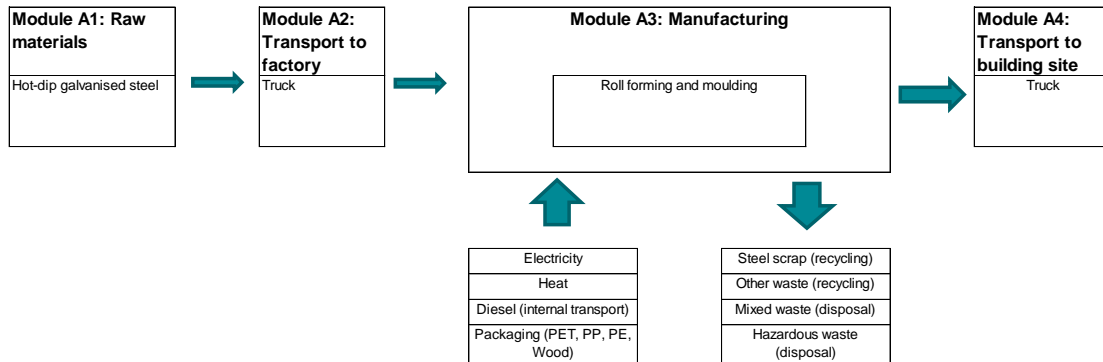 Module A1: Raw
materials
Hot-dip galvanised steel
Module A2:
Transport to
factory
Truck
Module A3: Manufacturing
Roll forming and moulding
Module A4:
Transport to
building site
Truck
Electricity
Heat
Diesel (internal transport)
Packaging (PET, PP, PE,
Wood)
Steel scrap (recycling)
Other waste (recycling)
Mixed waste (disposal)
Hazardous waste
(disposal)